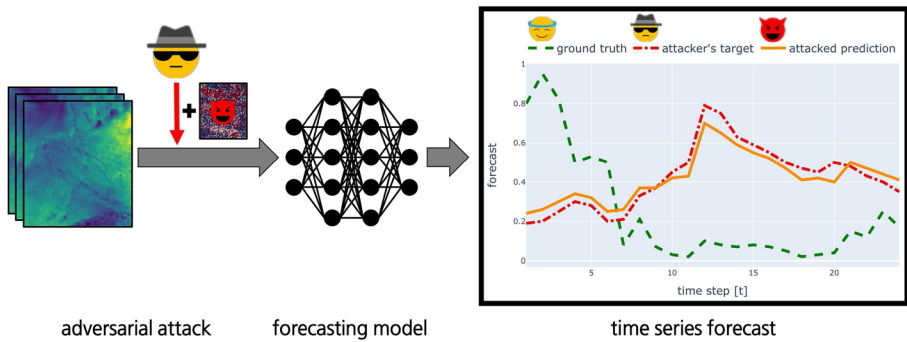 +
ground truth attacker's target attacked prediction
1
0.8
0.6
0.4
0.2
0
forecast
5 10 15 20
time step [t]
adversarial attack forecasting model time series forecast